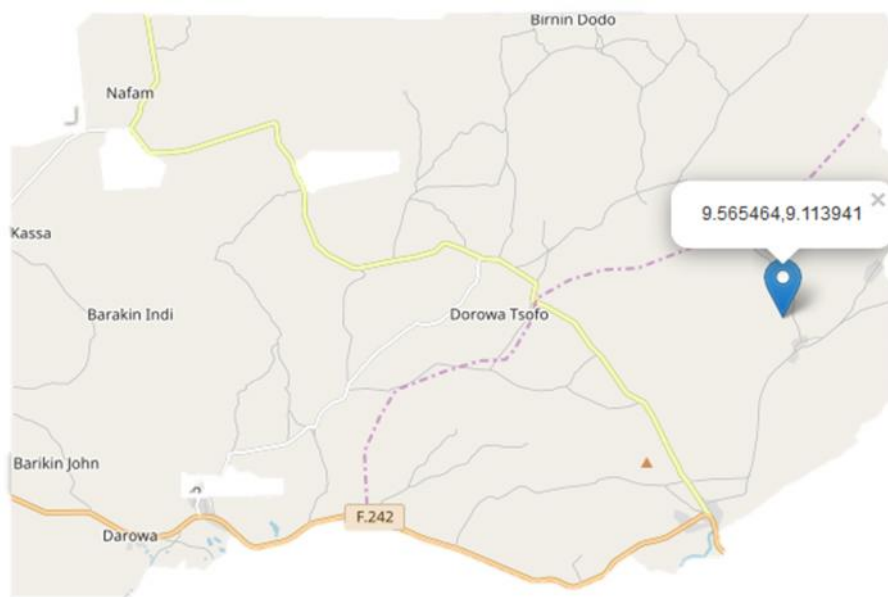 Birnin Dodo
Nafam
9.565464,9.113941
Kassa
Barakin Indi
Dorowa Tsofo
Barikin John
F.242
Darowa